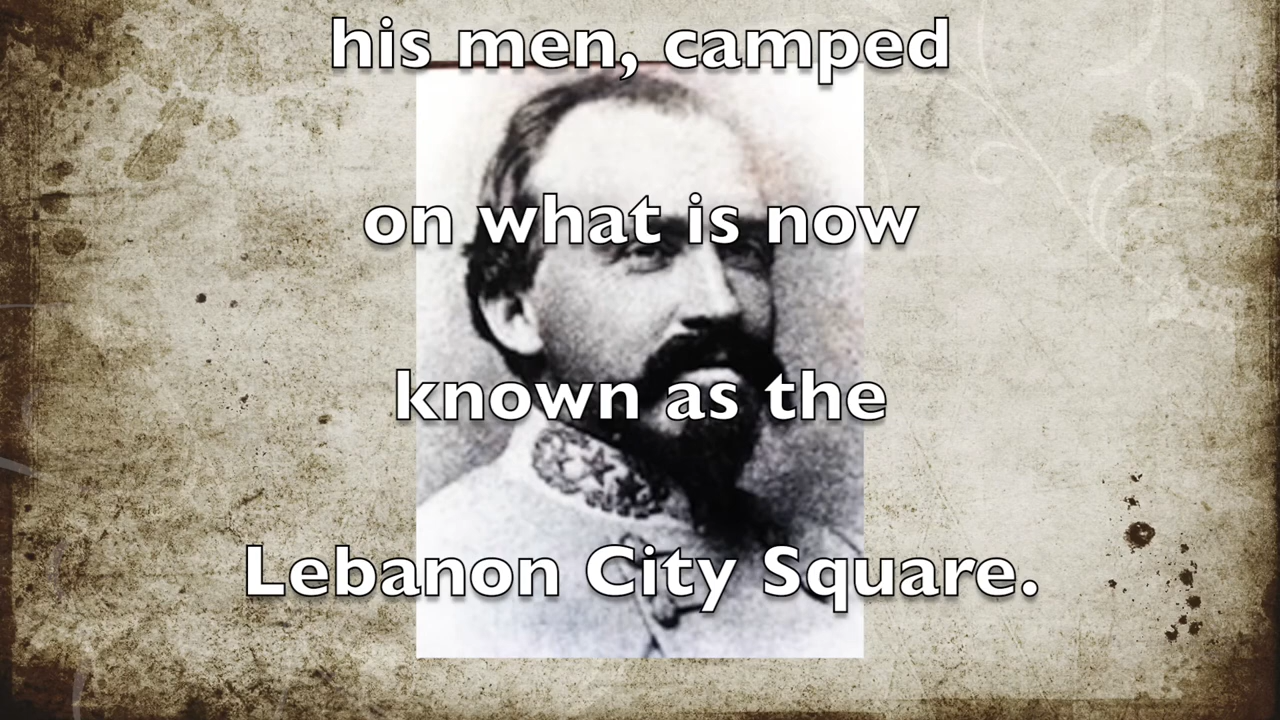 his men, camped
on what is now
known as the
Lebanon City Square.